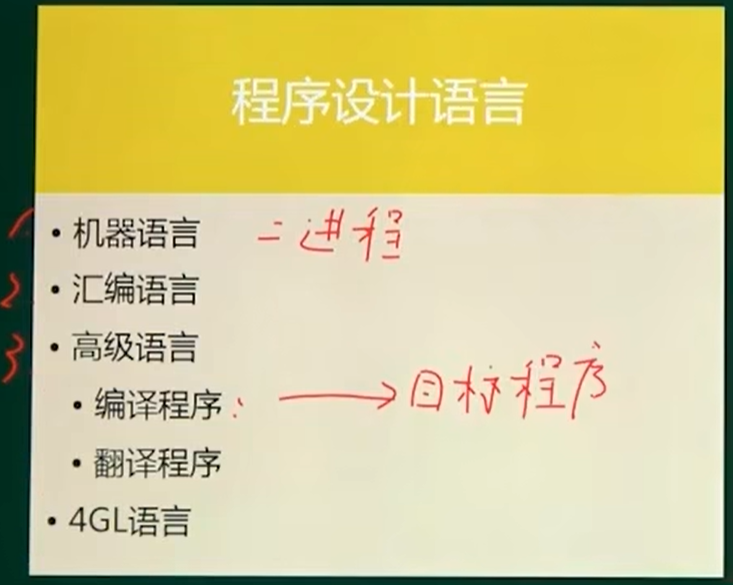 程序设计语言
1 • 机器语言 二进程
2 • 汇编语言
3 • 高级语言
• 编译程序: → 目标程序
• 翻译程序
• 4GL语言